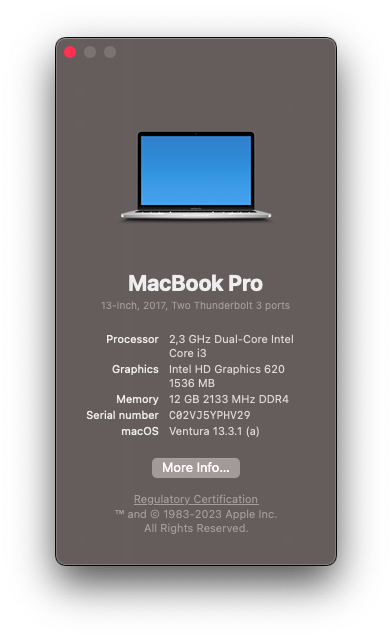 MacBook Pro
13-inch, 2017, Two Thunderbolt 3 ports
Processor 2,3 GHz Dual-Core Intel
Core i3
Graphics Intel HD Graphics 620
1536 MB
Memory 12 GB 2133 MHz DDR4
Serial number C02VJ5YPHV29
macOS Ventura 13.3.1 (a)
More Info...
Regulatory Certification
™ and © 1983-2023 Apple Inc.
All Rights Reserved.